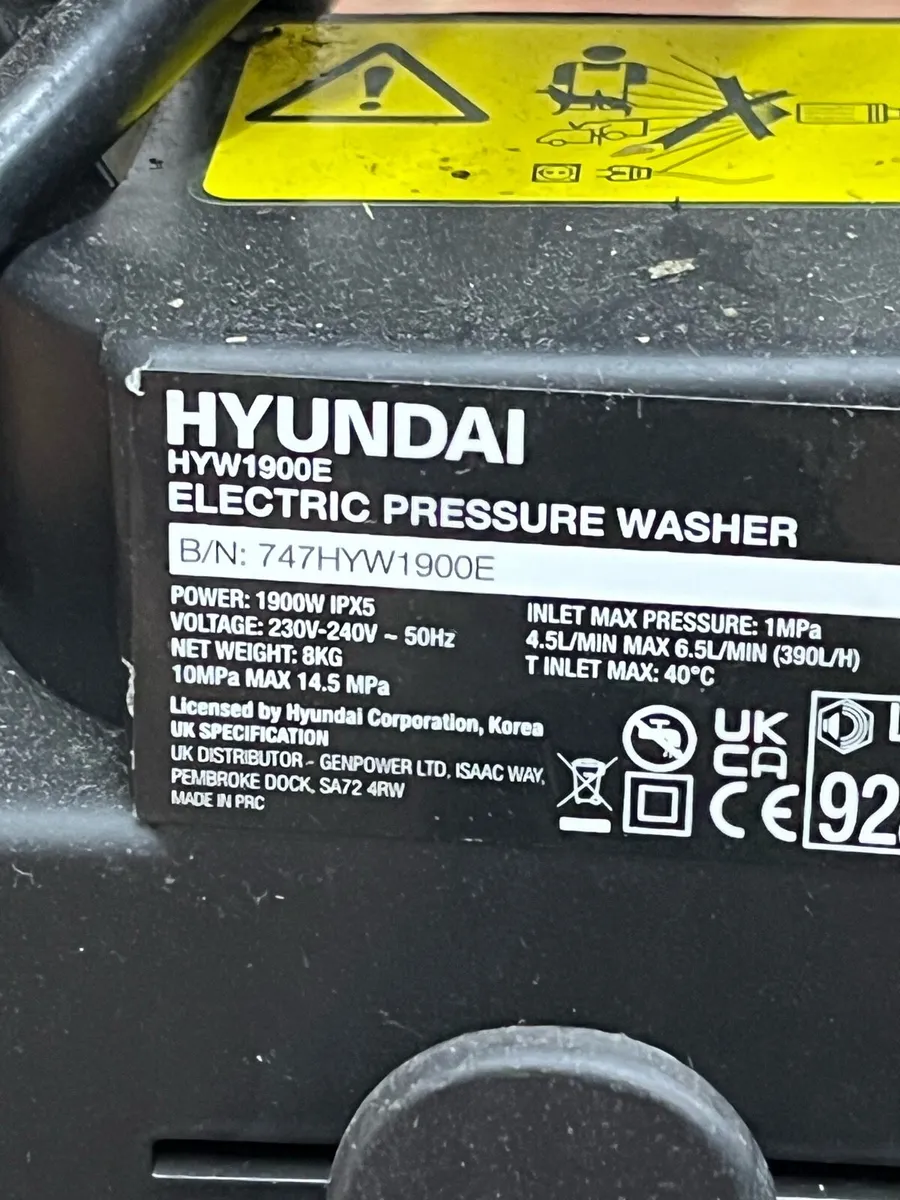 HYUNDAI
HYW1900E
ELECTRIC PRESSURE WASHER
B/N: 747HYW1900E
POWER: 1900W IPX5
VOLTAGE: 230V-240V ~ 50Hz
NET WEIGHT: 8KG
10MPa MAX 14.5 MPa
INLET MAX PRESSURE: 1MPa
4.5L/MIN MAX 6.5L/MIN (390L/H)
T INLET MAX: 40°C
Licensed by Hyundai Corporation, Korea
UK SPECIFICATION
UK DISTRIBUTOR - GENPOWER LTD, ISAAC WAY,
PEMBROKE DOCK, SA72 4RW
MADE IN PRC
UK
CA
CE
92